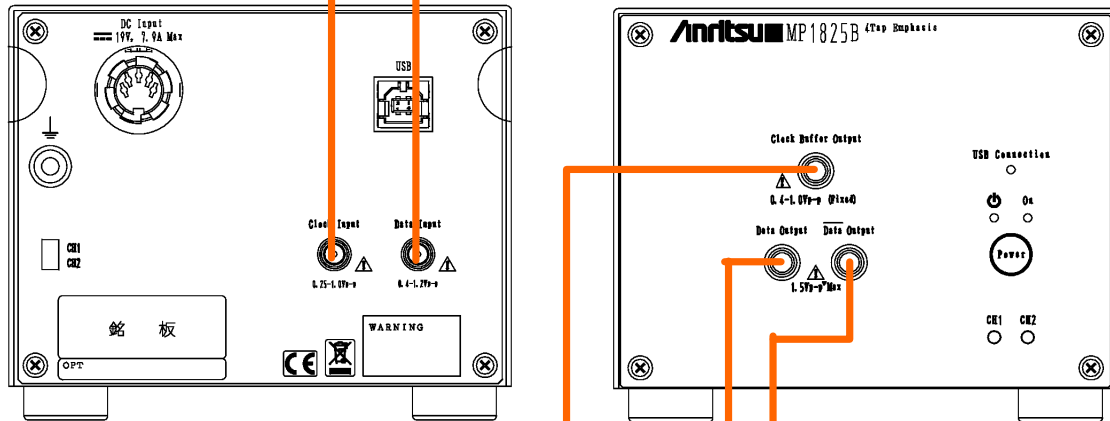 DC Input
19V, 7.9A Max
USB
Clock Input
Data Input
0.25-1.0Vp-p
0.4-1.2Vp-p
CH1
CH2
銘 板
OPT
CE
WARNING
Anritsu MP1825B 4Tap Emphasis
Clock Buffer Output
0.4-1.0Vp-p (Fixed)
USB Connection
On
Data Output
Data Output
1.5Vp-p Max
Power
CH1 CH2